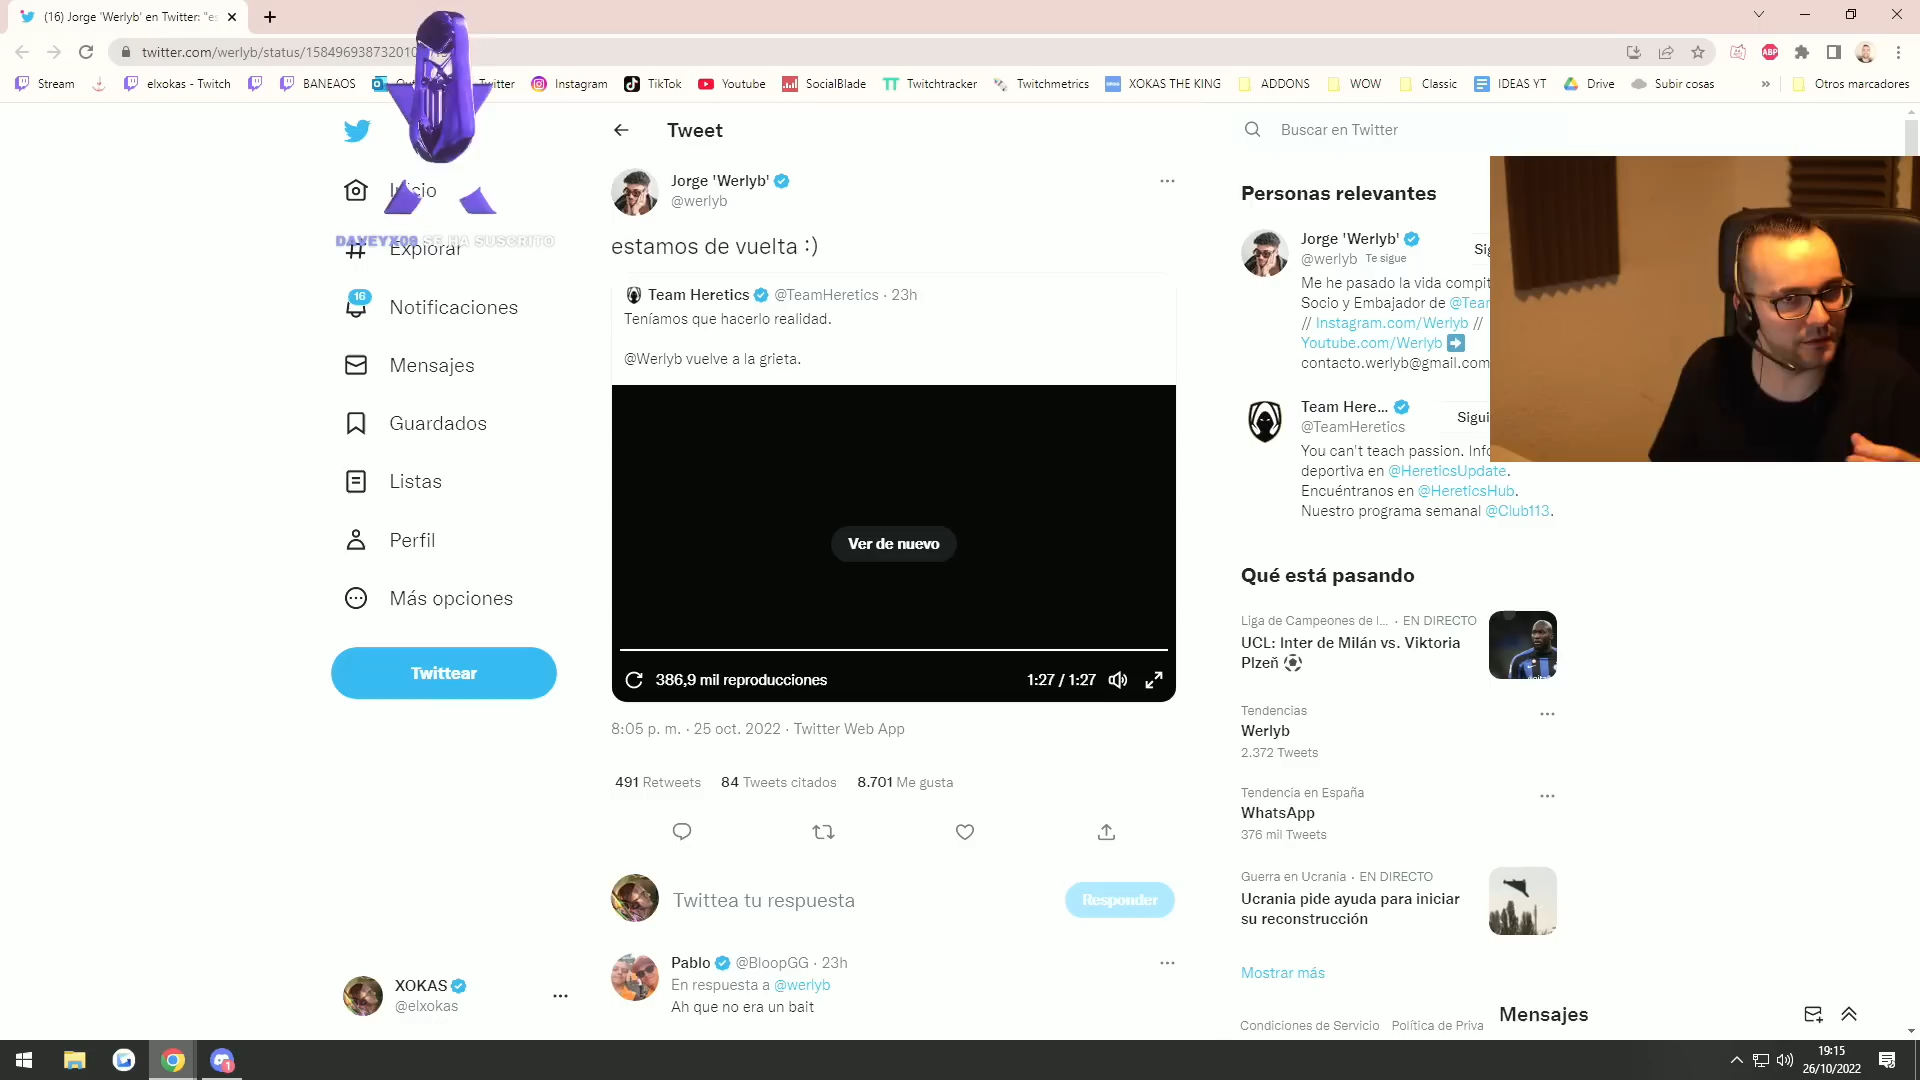 (16) Jorge 'Werlyb' en Twitter: "es
twitter.com/werlyb/status/158496938732010
Stream
elxokas - Twitch
BANEAOS
Twitter
Instagram
TikTok
Youtube
SocialBlade
Twitchtracker
Twitchmetrics
XOKAS THE KING
ADDONS
WOW
Classic
IDEAS YT
Drive
Subir cosas
»
Otros marcadores
ABP
Inicio
DAVEYX09 SE HA SUSCRITO
Explorar
16
Notificaciones
Mensajes
Guardados
Listas
Perfil
Más opciones
Twittear
XOKAS
@elxokas
Tweet
Jorge 'Werlyb'
@werlyb
estamos de vuelta :)
Team Heretics @TeamHeretics · 23h
Teníamos que hacerlo realidad.
@Werlyb vuelve a la grieta.
Ver de nuevo
386,9 mil reproducciones
1:27 / 1:27
8:05 p. m. · 25 oct. 2022 · Twitter Web App
491 Retweets 84 Tweets citados 8.701 Me gusta
Twittea tu respuesta
Responder
Pablo @BloopGG · 23h
En respuesta a @werlyb
Ah que no era un bait
Buscar en Twitter
Personas relevantes
Jorge 'Werlyb'
@werlyb Te sigue
Sig
Me he pasado la vida compit
Socio y Embajador de @Tear
// Instagram.com/Werlyb //
Youtube.com/Werlyb
contacto.werlyb@gmail.com
Team Here...
@TeamHeretics
Sigui
You can't teach passion. Info
deportiva en @HereticsUpdate.
Encuéntranos en @HereticsHub.
Nuestro programa semanal @Club113.
Qué está pasando
Liga de Campeones de l... · EN DIRECTO
UCL: Inter de Milán vs. Viktoria
Plzeň
Tendencias
Werlyb
2.372 Tweets
Tendencia en España
WhatsApp
376 mil Tweets
Guerra en Ucrania · EN DIRECTO
Ucrania pide ayuda para iniciar
su reconstrucción
Mostrar más
Condiciones de Servicio Política de Priva
Mensajes
1
19:15
26/10/2022